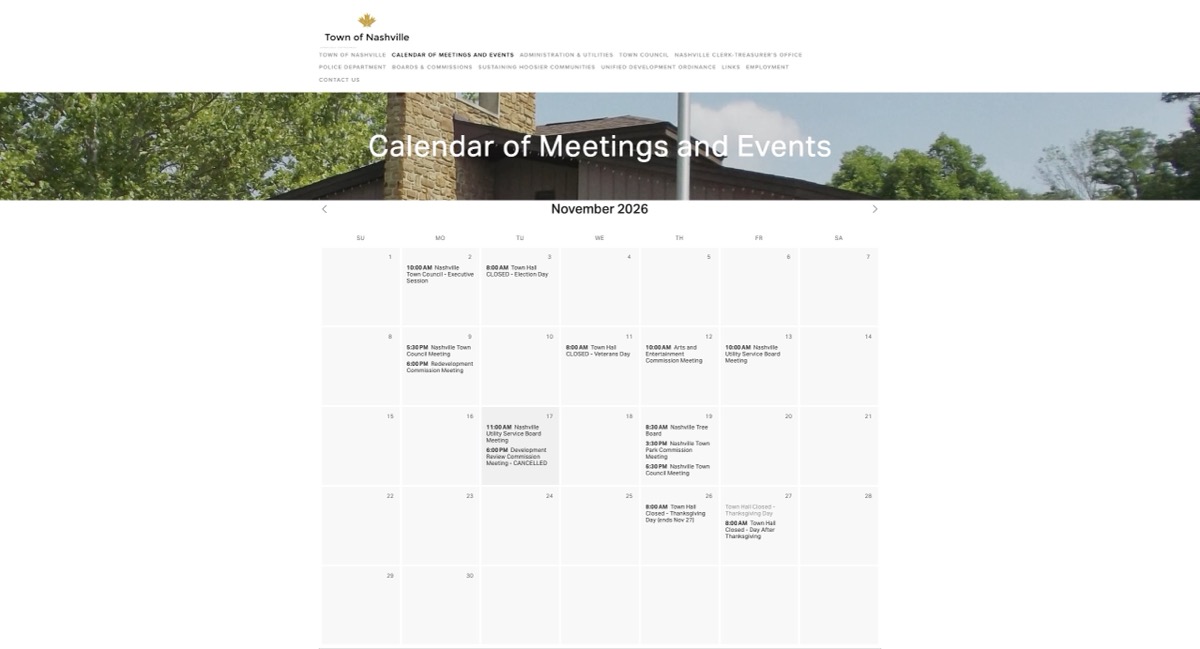 Town of Nashville
TOWN OF NASHVILLE CALENDAR OF MEETINGS AND EVENTS ADMINISTRATION & UTILITIES TOWN COUNCIL NASHVILLE CLERK-TREASURER'S OFFICE
POLICE DEPARTMENT BOARDS & COMMISSIONS SUSTAINING HOOSIER COMMUNITIES UNIFIED DEVELOPMENT ORDINANCE LINKS EMPLOYMENT
CONTACT US
Calendar of Meetings and Events
November 2026
SU MO TU WE TH FR SA
1
2
10:00 AM Nashville
Town Council - Executive
Session
3
8:00 AM Town Hall
CLOSED - Election Day
4
5
6
7
8
9
5:30 PM Nashville Town
Council Meeting
6:00 PM Redevelopment
Commission Meeting
10
11
8:00 AM Town Hall
CLOSED - Veterans Day
12
10:00 AM Arts and
Entertainment
Commission Meeting
13
10:00 AM Nashville
Utility Service Board
Meeting
14
15
16
17
11:00 AM Nashville
Utility Service Board
Meeting
6:00 PM Development
Review Commission
Meeting - CANCELLED
18
19
8:30 AM Nashville Tree
Board
3:30 PM Nashville Town
Park Commission
Meeting
6:30 PM Nashville Town
Council Meeting
20
21
22
23
24
25
26
8:00 AM Town Hall
Closed - Thanksgiving
Day (ends Nov 27)
27
Town Hall Closed -
Thanksgiving Day
8:00 AM Town Hall
Closed - Day After
Thanksgiving
28
29
30